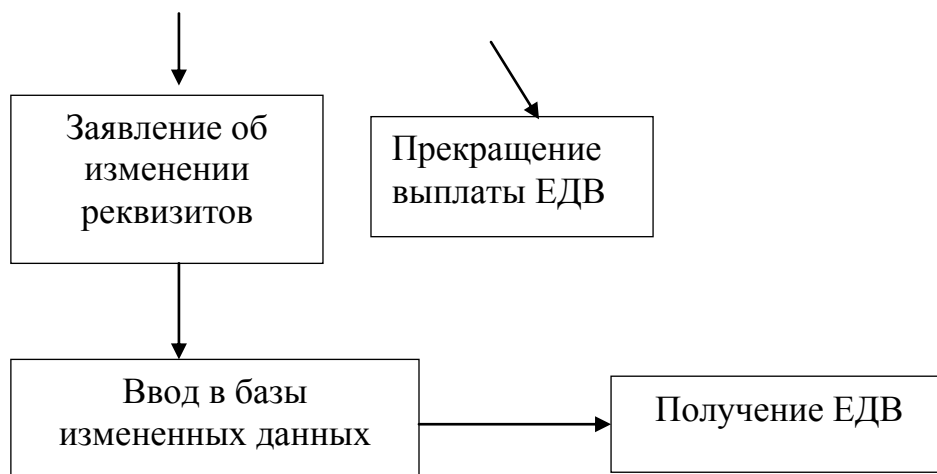 Заявление об
изменении
реквизитов
Прекращение
выплаты ЕДВ
Ввод в базы
измененных данных
Получение ЕДВ